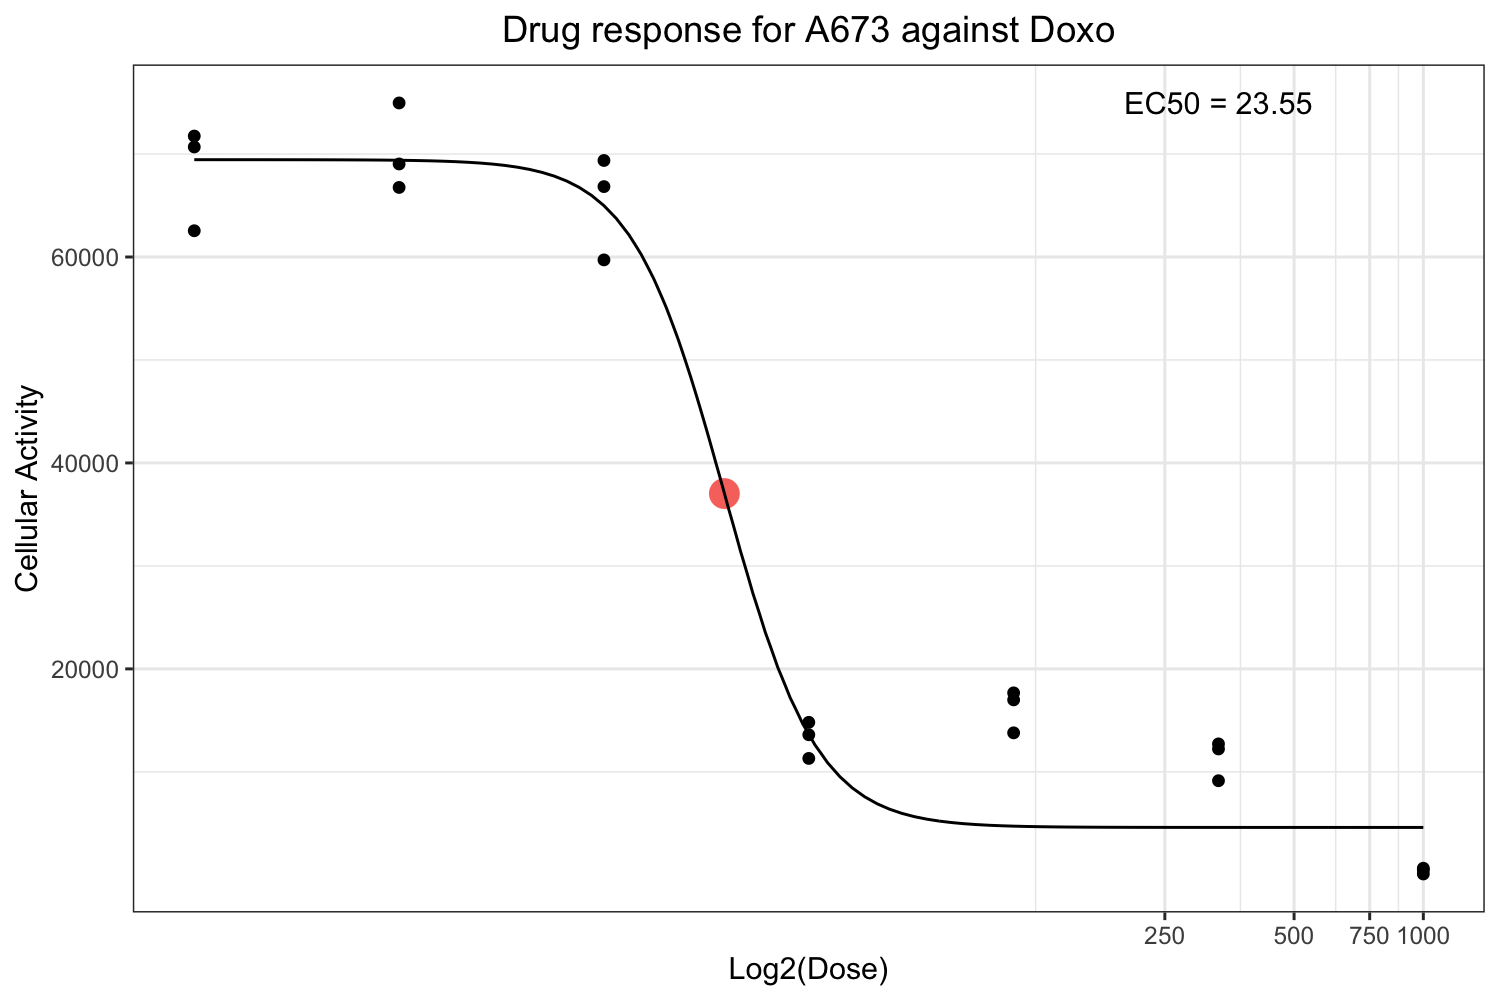 Drug response for A673 against Doxo
EC50 = 23.55
60000
40000
20000
Cellular Activity
250 500 750 1000
Log2(Dose)